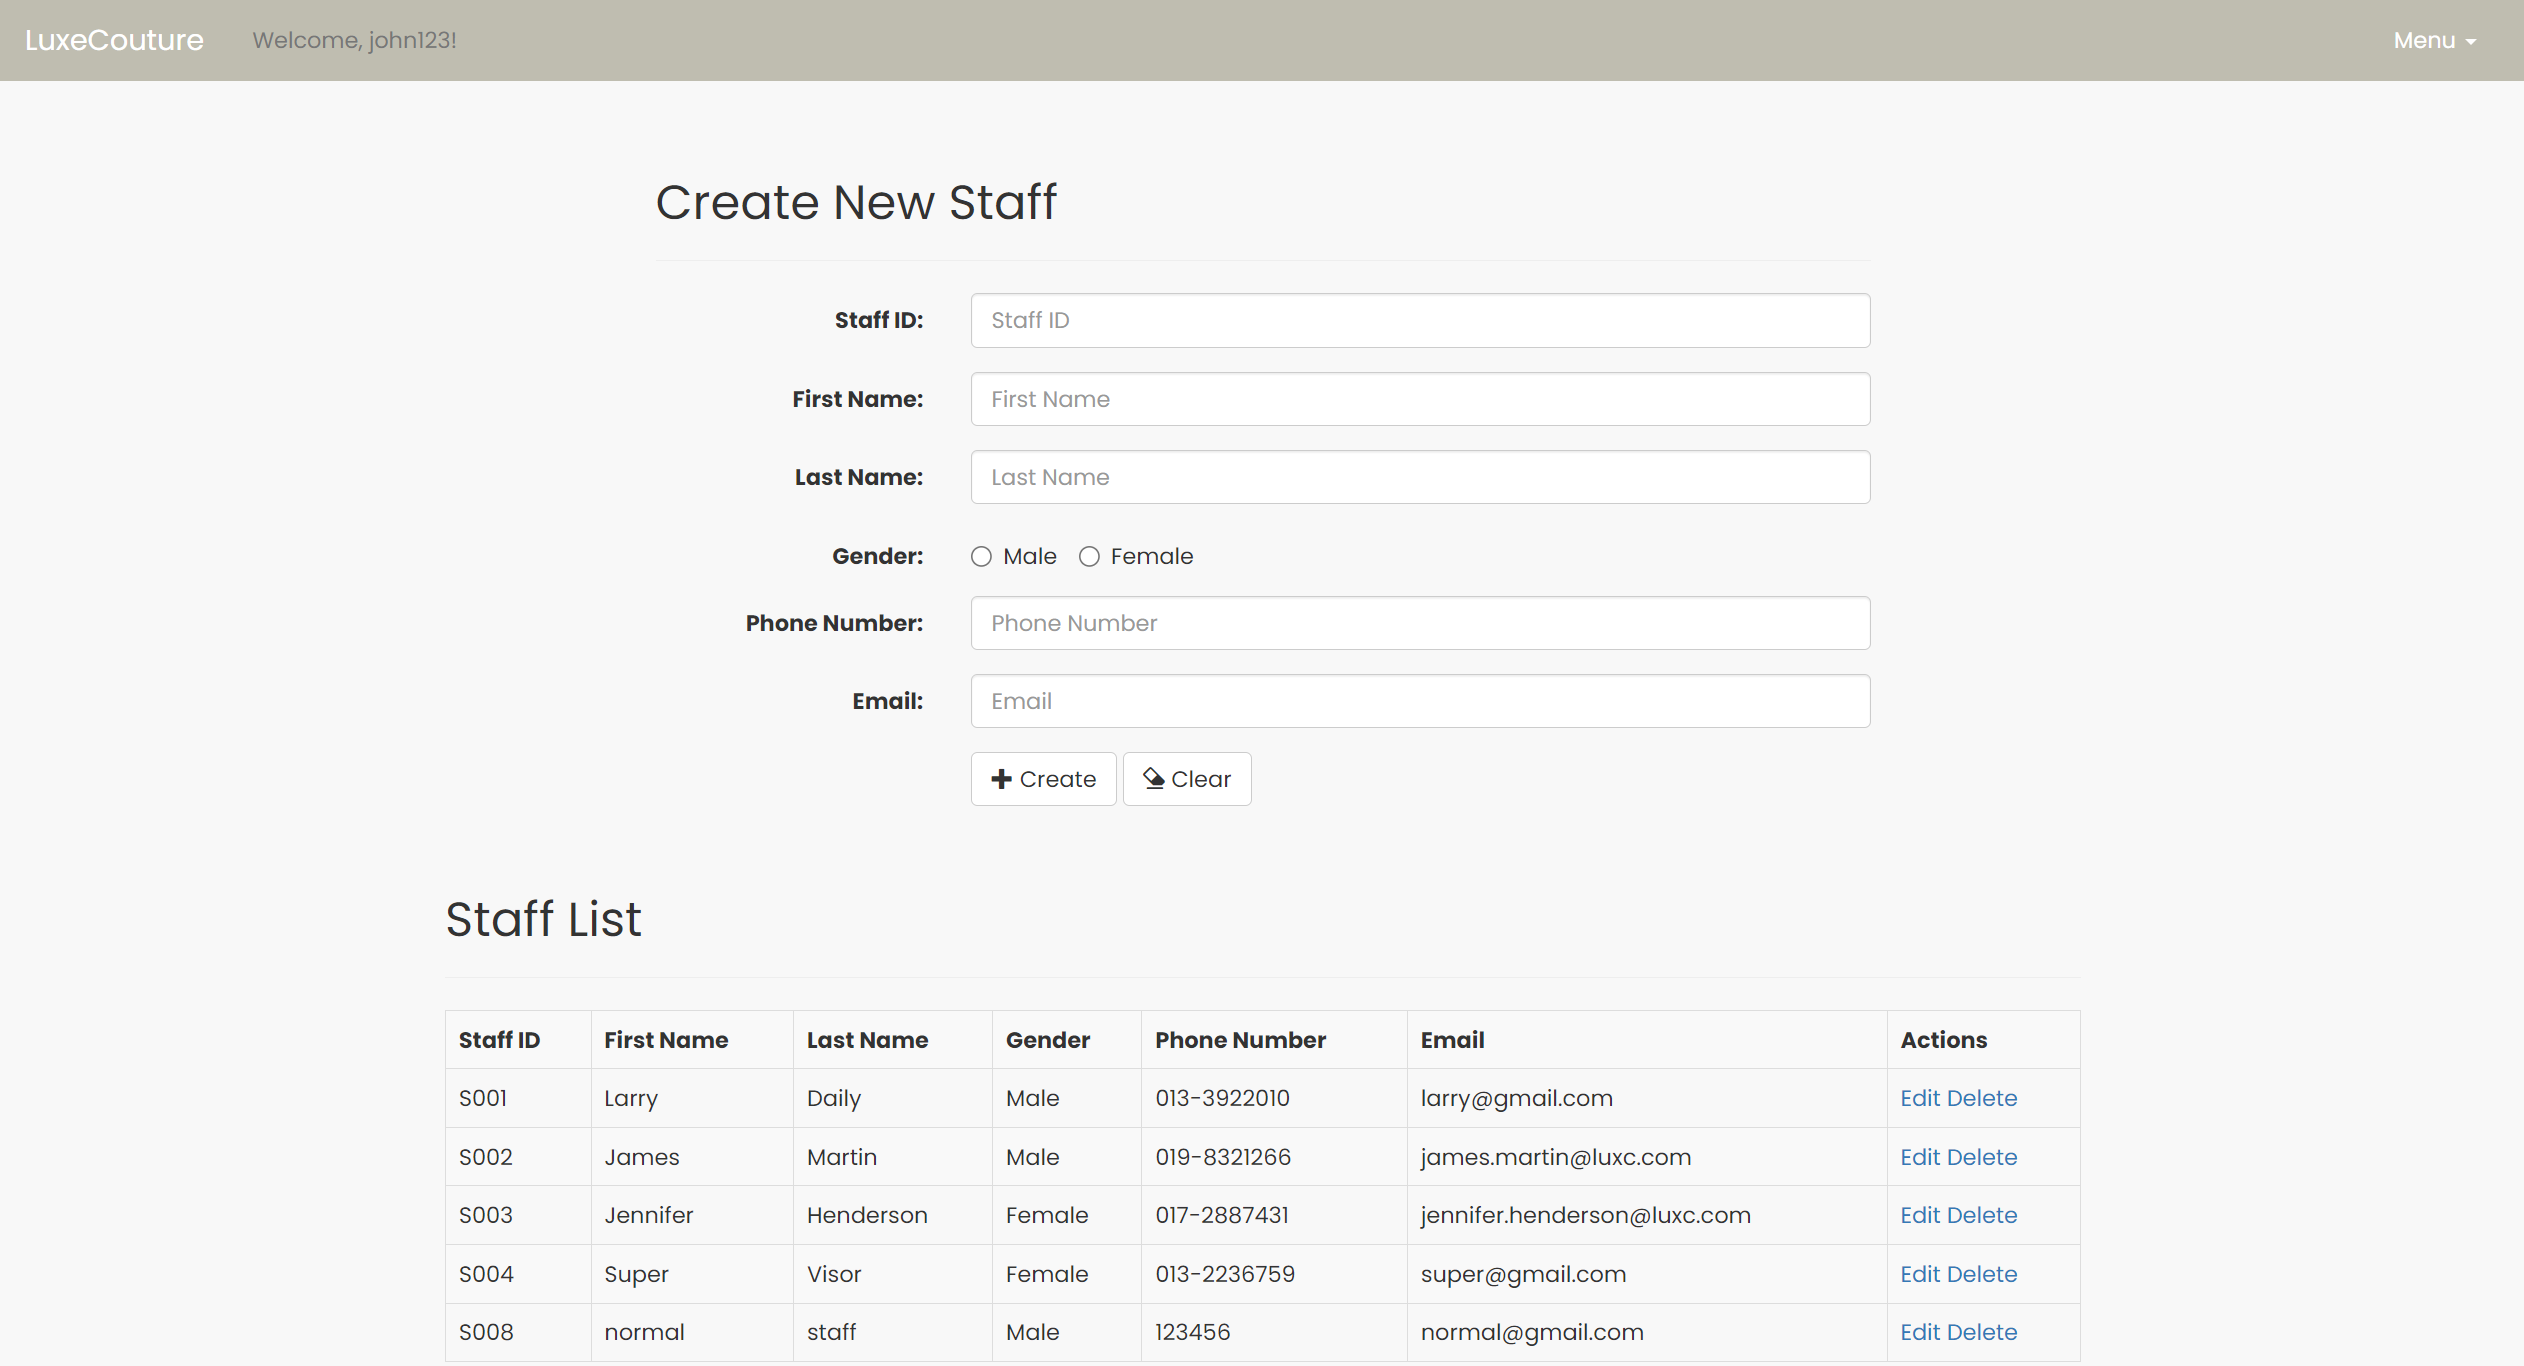 LuxeCouture Welcome, john123! Menu
Create New Staff
Staff ID: Staff ID
First Name: First Name
Last Name: Last Name
Gender: Male Female
Phone Number: Phone Number
Email: Email
Create Clear
Staff List
Staff ID First Name Last Name Gender Phone Number Email Actions
S001 Larry Daily Male 013-3922010 larry@gmail.com Edit Delete
S002 James Martin Male 019-8321266 james.martin@luxc.com Edit Delete
S003 Jennifer Henderson Female 017-2887431 jennifer.henderson@luxc.com Edit Delete
S004 Super Visor Female 013-2236759 super@gmail.com Edit Delete
S008 normal staff Male 123456 normal@gmail.com Edit Delete